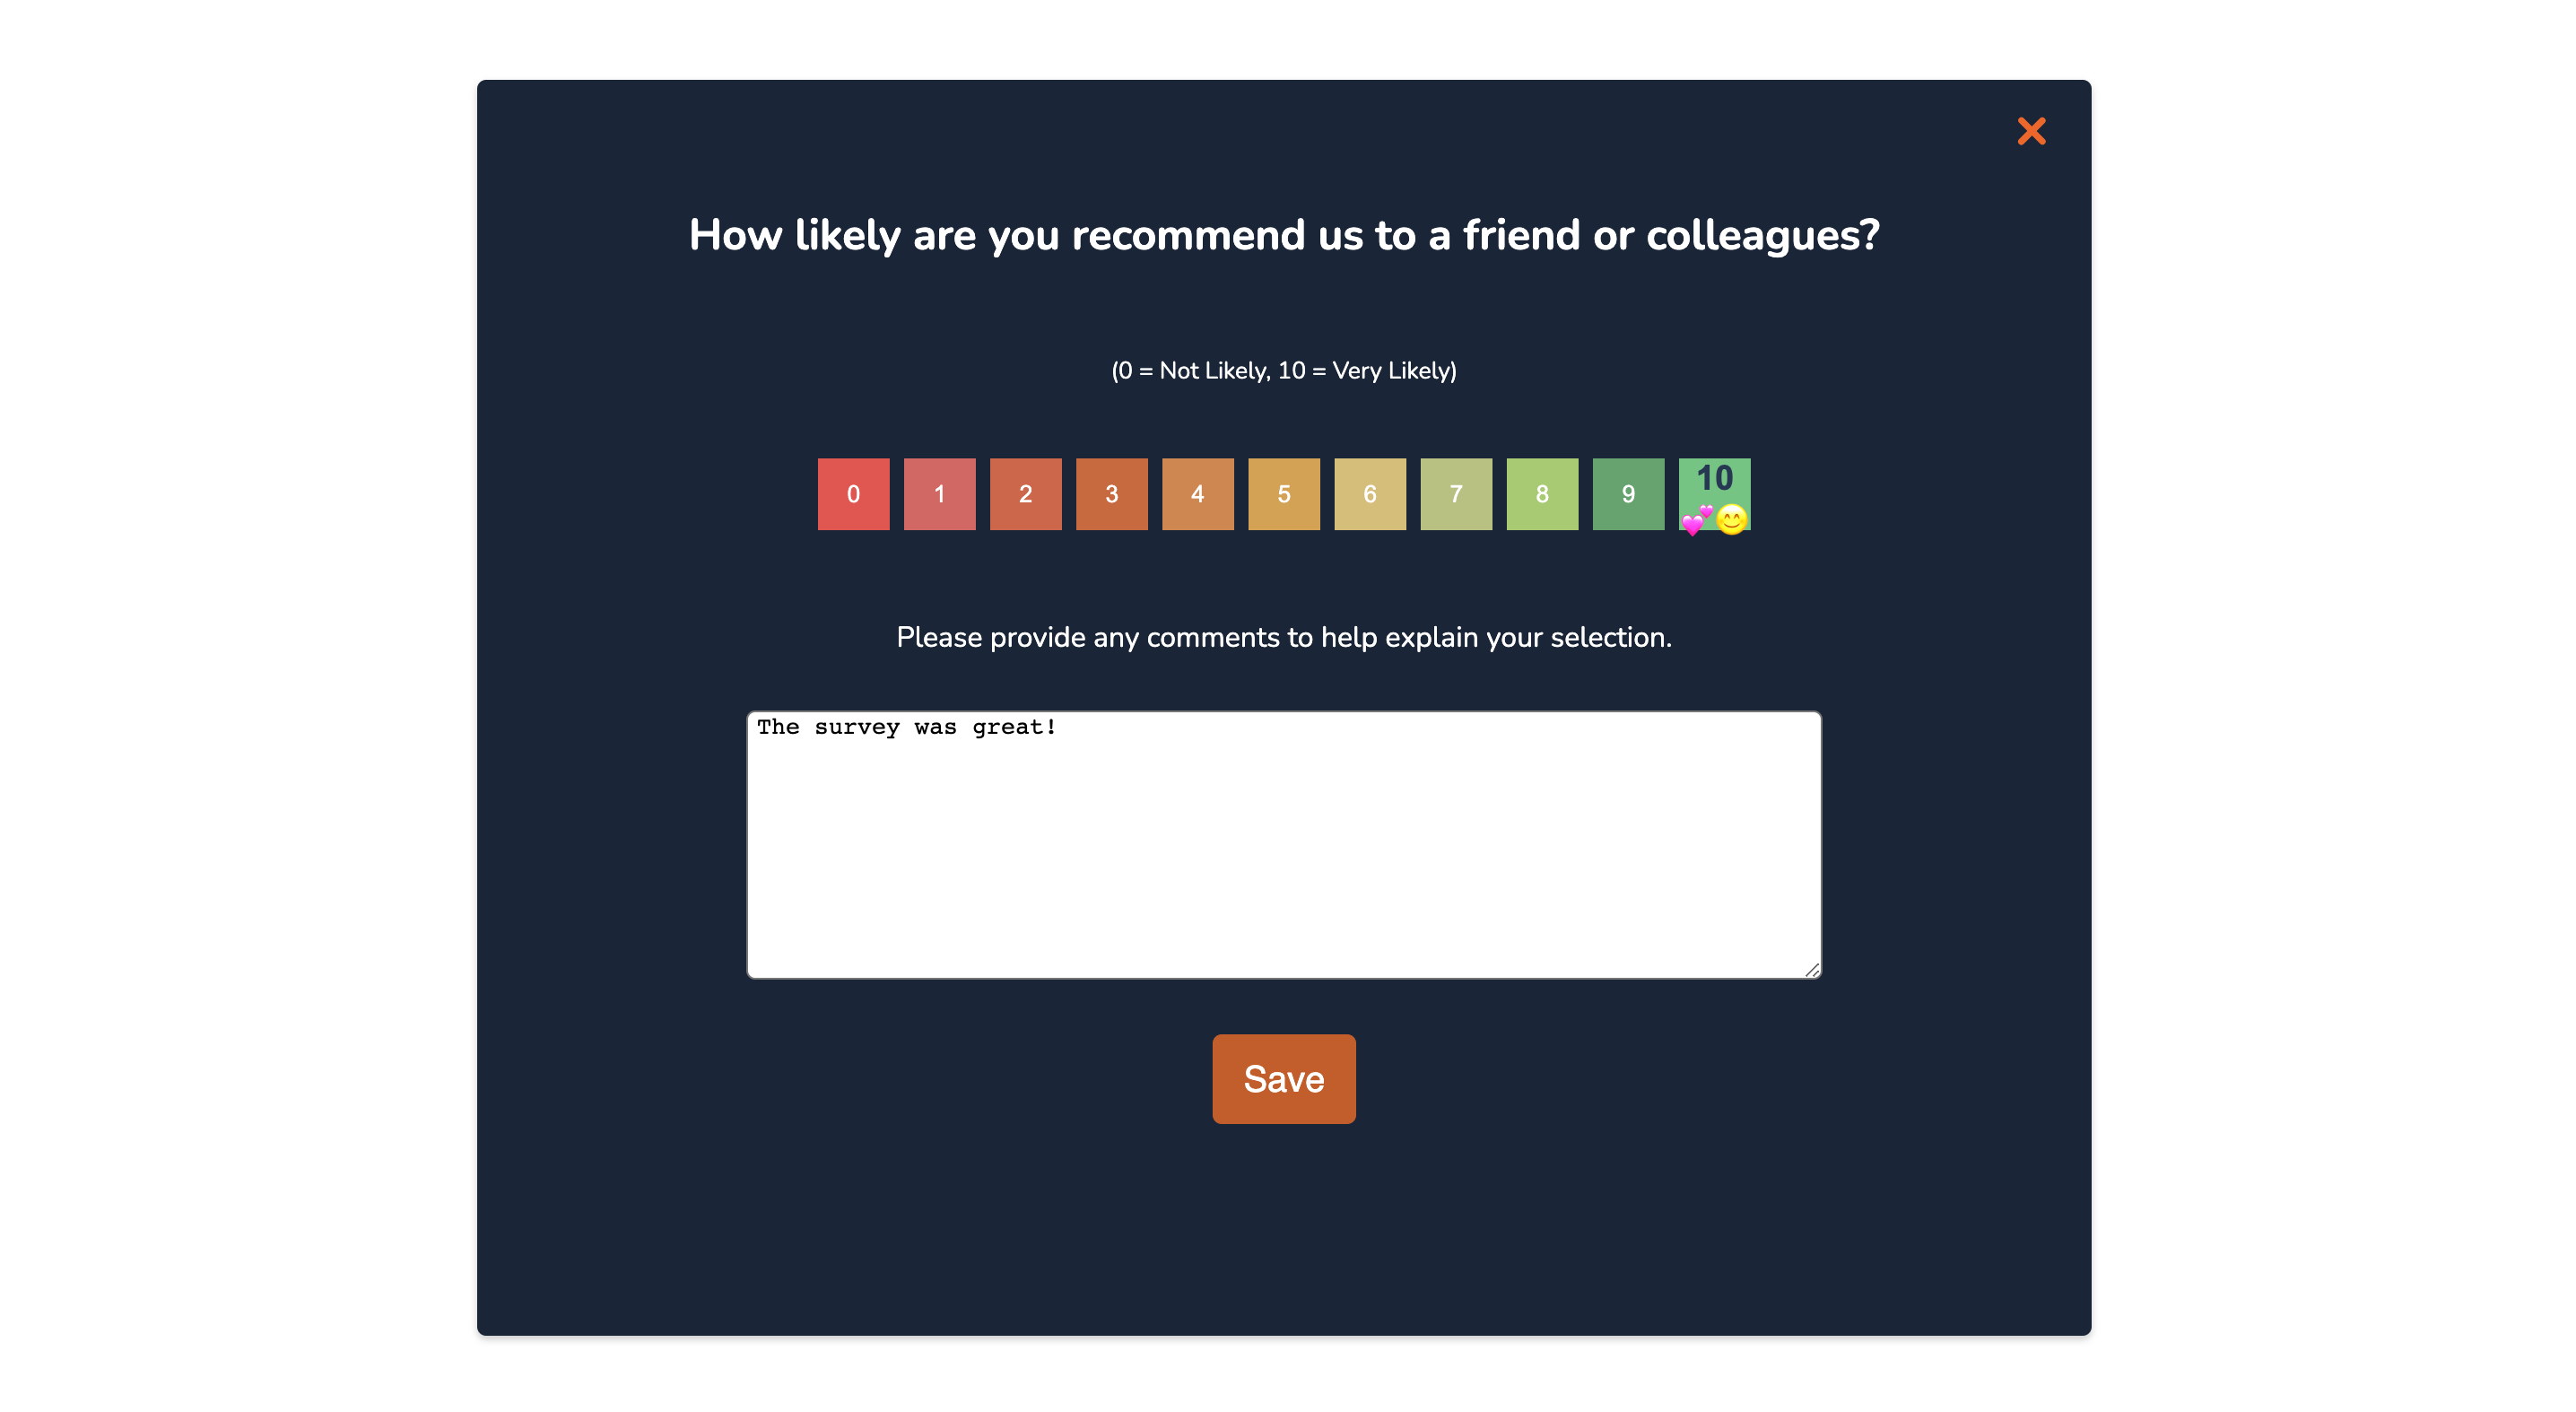 How likely are you recommend us to a friend or colleagues?
(0 = Not Likely, 10 = Very Likely)
0 1 2 3 4 5 6 7 8 9 10
💕😊
Please provide any comments to help explain your selection.
The survey was great!
Save